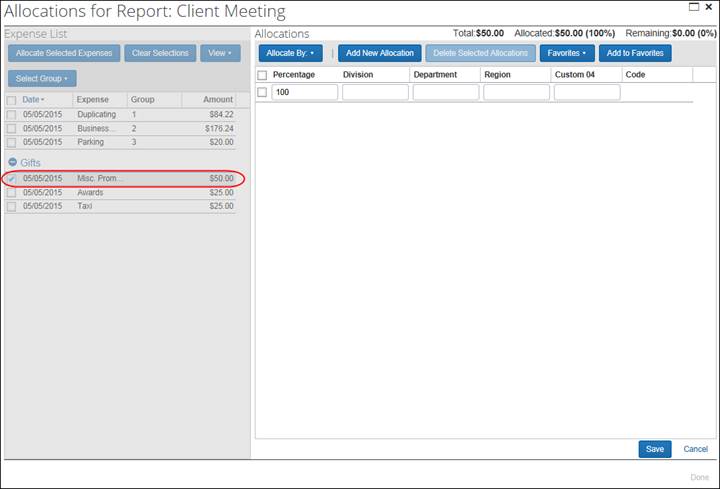 Allocations for Report: Client Meeting
Expense List
Allocate Selected Expenses Clear Selections View
Select Group
Date Expense Group Amount
05/05/2015 Duplicating 1 $84.22
05/05/2015 Business... 2 $176.24
05/05/2015 Parking 3 $20.00
Gifts
05/05/2015 Misc. Prom... $50.00
05/05/2015 Awards $25.00
05/05/2015 Taxi $25.00
Allocations Total:$50.00 Allocated:$50.00 (100%) Remaining:$0.00 (0%)
Allocate By: | Add New Allocation Delete Selected Allocations Favorites Add to Favorites
Percentage Division Department Region Custom 04 Code
100
Save Cancel
Done